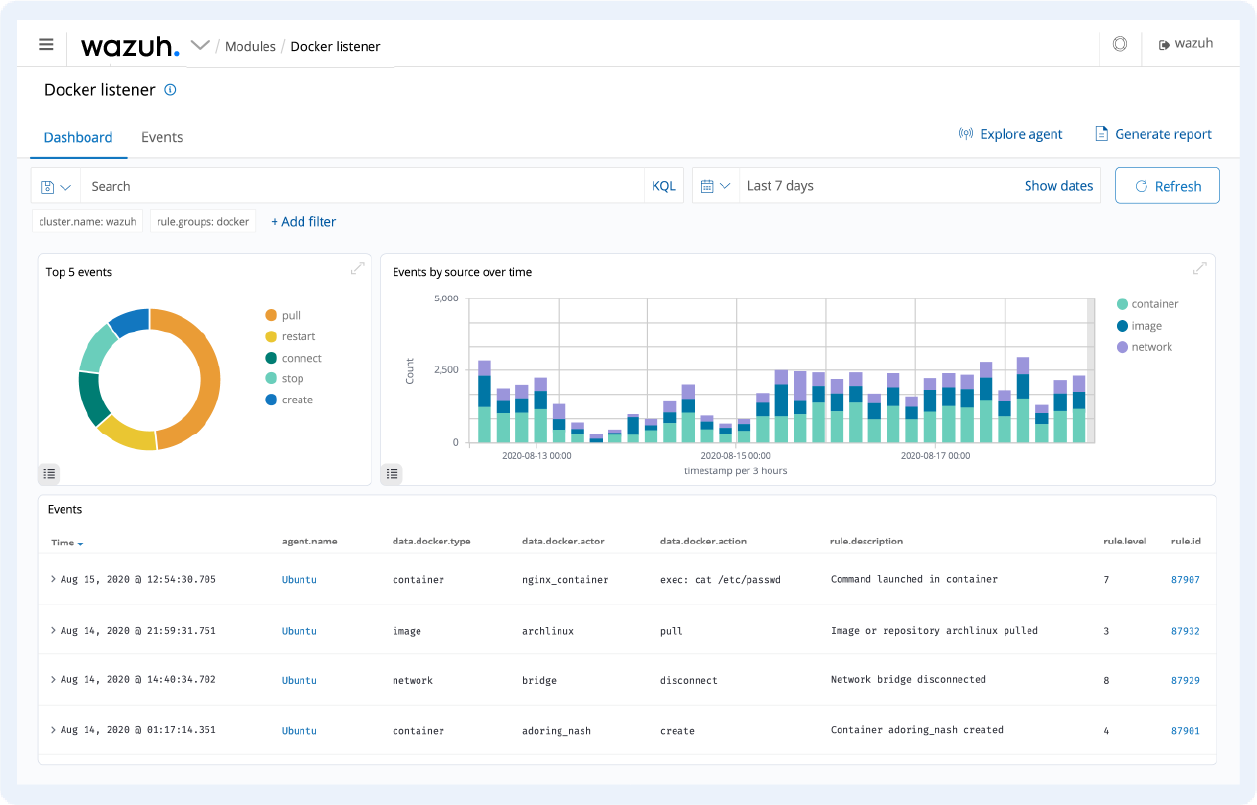 wazuh. / Modules / Docker listener wazuh
Docker listener
Dashboard Events Explore agent Generate report
Search KQL Last 7 days Show dates Refresh
cluster.name: wazuh rule.groups: docker + Add filter
Top 5 events
pull
restart
connect
stop
create
Events by source over time
5,000
2,500
0
Count
2020-08-13 00:00 2020-08-15 00:00 2020-08-17 00:00
timestamp per 3 hours
container
image
network
Events
Time agent.name data.docker.type data.docker.actor data.docker.action rule.description rule.level rule.id
Aug 15, 2020 @ 12:54:30.705 Ubuntu container nginx_container exec: cat /etc/passwd Command launched in container 7 87907
Aug 14, 2020 @ 21:59:31.751 Ubuntu image archlinux pull Image or repository archlinux pulled 3 87932
Aug 14, 2020 @ 14:40:34.702 Ubuntu network bridge disconnect Network bridge disconnected 8 87929
Aug 14, 2020 @ 01:17:14.351 Ubuntu container adoring_nash create Container adoring_nash created 4 87901